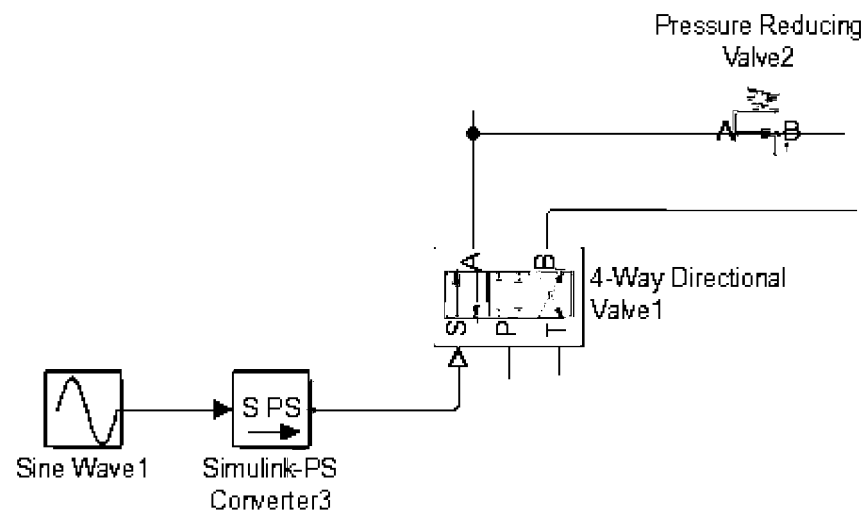 Pressure Reducing
Valve2
A
B
A
B
4-Way Directional
Valve1
S
P
T
S PS
Sine Wave1
Simulink-PS
Converter3